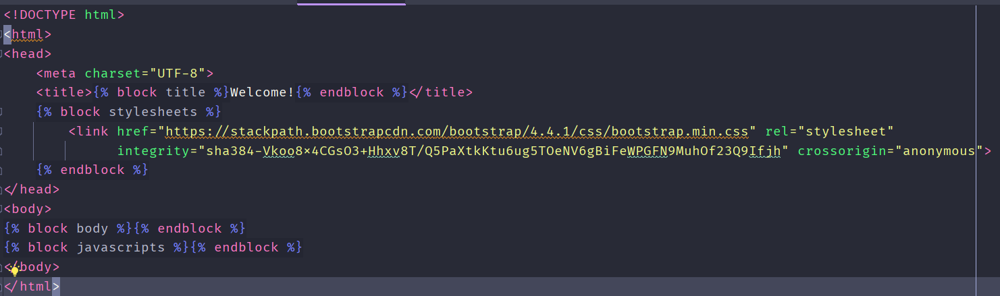 <!DOCTYPE html>
<html>
<head>
    <meta charset="UTF-8">
    <title>{% block title %}Welcome!{% endblock %}</title>
    {% block stylesheets %}
        <link href="https://stackpath.bootstrapcdn.com/bootstrap/4.4.1/css/bootstrap.min.css" rel="stylesheet"
              integrity="sha384-Vkoo8x4CGsO3+Hhxv8T/Q5PaXtkKtu6ug5TOeNV6gBiFeWPGFN9MuhOf23Q9Ifjh" crossorigin="anonymous">
    {% endblock %}
</head>
<body>
{% block body %}{% endblock %}
{% block javascripts %}{% endblock %}
</body>
</html>